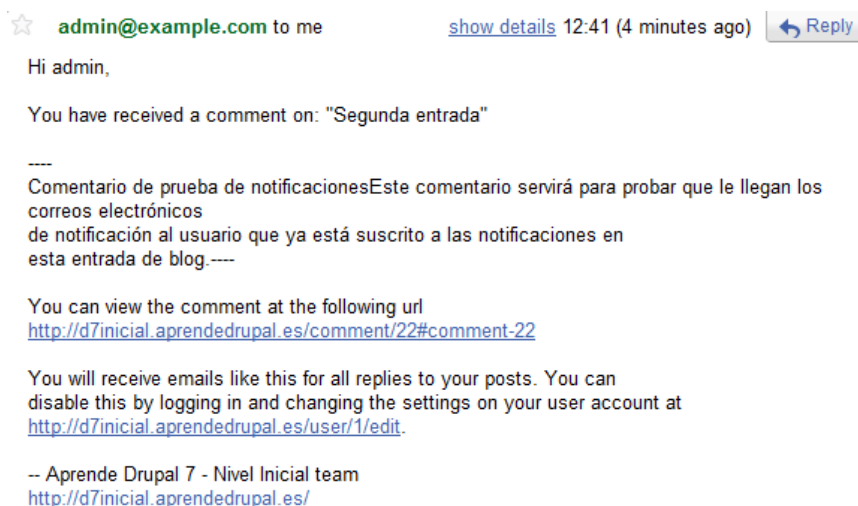 admin@example.com to me show details 12:41 (4 minutes ago) Reply
Hi admin,
You have received a comment on: "Segunda entrada"
----
Comentario de prueba de notificacionesEste comentario servirá para probar que le llegan los
correos electrónicos
de notificación al usuario que ya está suscrito a las notificaciones en
esta entrada de blog.----
You can view the comment at the following url
http://d7inicial.aprendedrupal.es/comment/22#comment-22
You will receive emails like this for all replies to your posts. You can
disable this by logging in and changing the settings on your user account at
http://d7inicial.aprendedrupal.es/user/1/edit.
-- Aprende Drupal 7 - Nivel Inicial team
http://d7inicial.aprendedrupal.es/